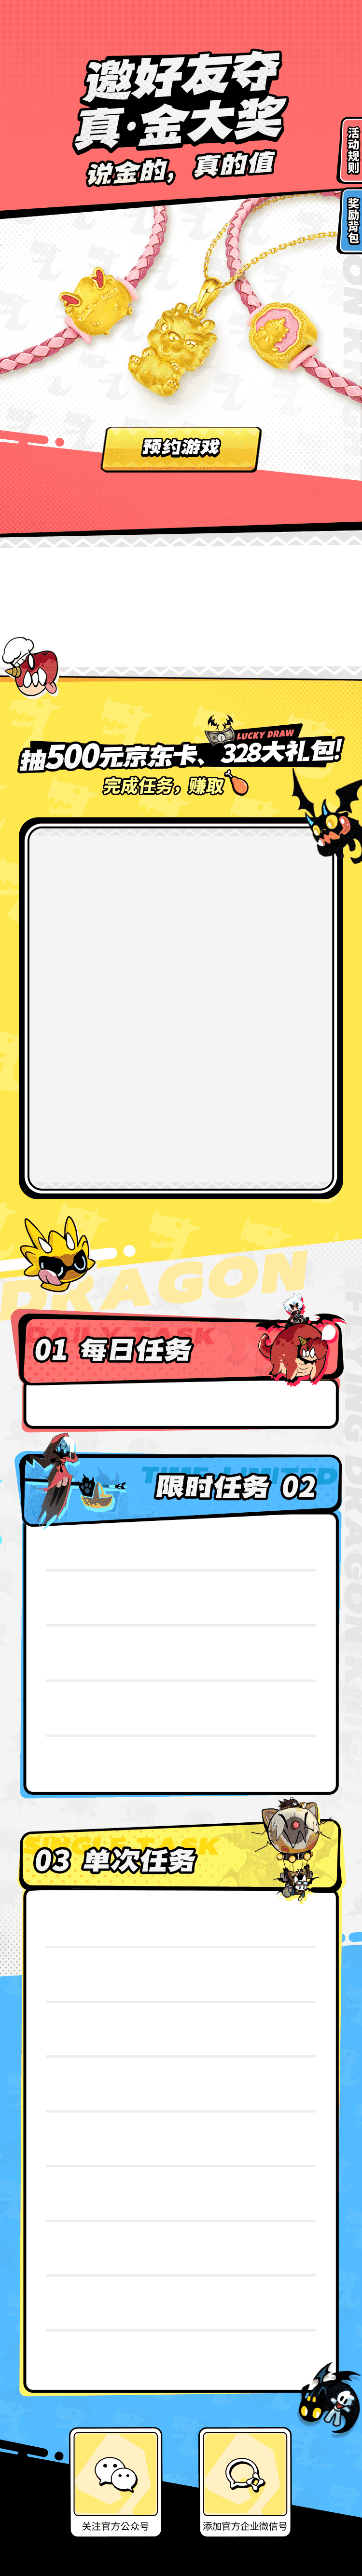 邀好友夺
真·金大奖
说金的，真的值
活动规则
奖励背包
预约游戏
LUCKY DRAW
抽500元京东卡、328大礼包!
完成任务，赚取
DRAGON
01 每日任务
TIME-LIMITED
限时任务 02
SINGLE TASK
03 单次任务
关注官方公众号
添加官方企业微信号